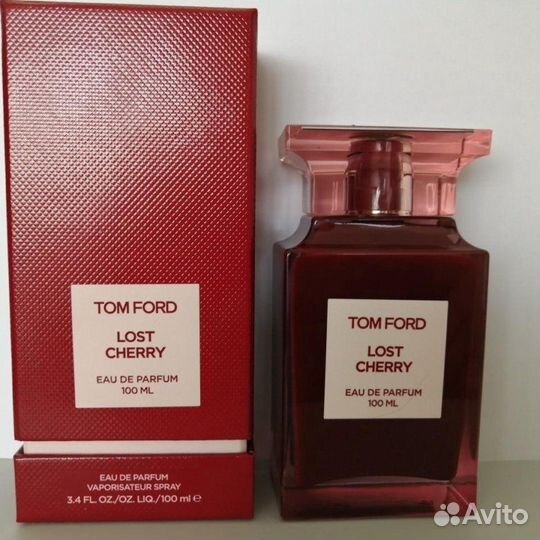 TOM FORD
LOST
CHERRY
EAU DE PARFUM
100 ML
EAU DE PARFUM
VAPORISATEUR SPRAY
3.4 FL. OZ./OZ. LIQ./100 ml ℮
TOM FORD
LOST
CHERRY
EAU DE PARFUM
100 ML
Avito